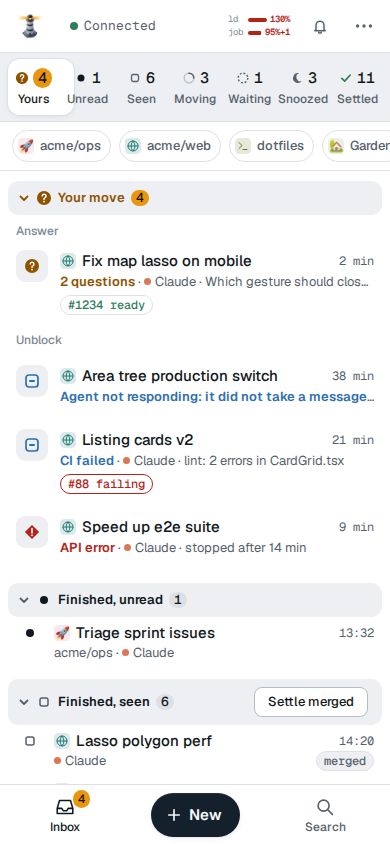 Connected
ld 130%
job 95%+1
4 1 6 3 1 3 11
Yours Unread Seen Moving Waiting Snoozed Settled
acme/ops acme/web dotfiles Garden
Your move 4
Answer
Fix map lasso on mobile 2 min
2 questions · Claude · Which gesture should clos…
#1234 ready
Unblock
Area tree production switch 38 min
Agent not responding: it did not take a message…
Listing cards v2 21 min
CI failed · Claude · lint: 2 errors in CardGrid.tsx
#88 failing
Speed up e2e suite 9 min
API error · Claude · stopped after 14 min
Finished, unread 1
Triage sprint issues 13:32
acme/ops · Claude
Finished, seen 6 Settle merged
Lasso polygon perf 14:20
Claude merged
4
Inbox
New
Search